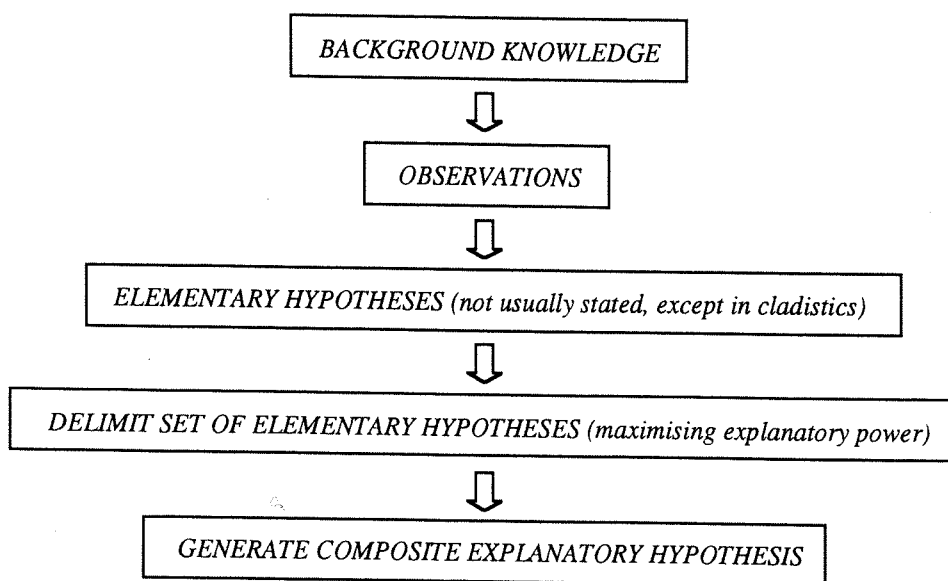 BACKGROUND KNOWLEDGE
OBSERVATIONS
ELEMENTARY HYPOTHESES (not usually stated, except in cladistics)
DELIMIT SET OF ELEMENTARY HYPOTHESES (maximising explanatory power)
GENERATE COMPOSITE EXPLANATORY HYPOTHESIS